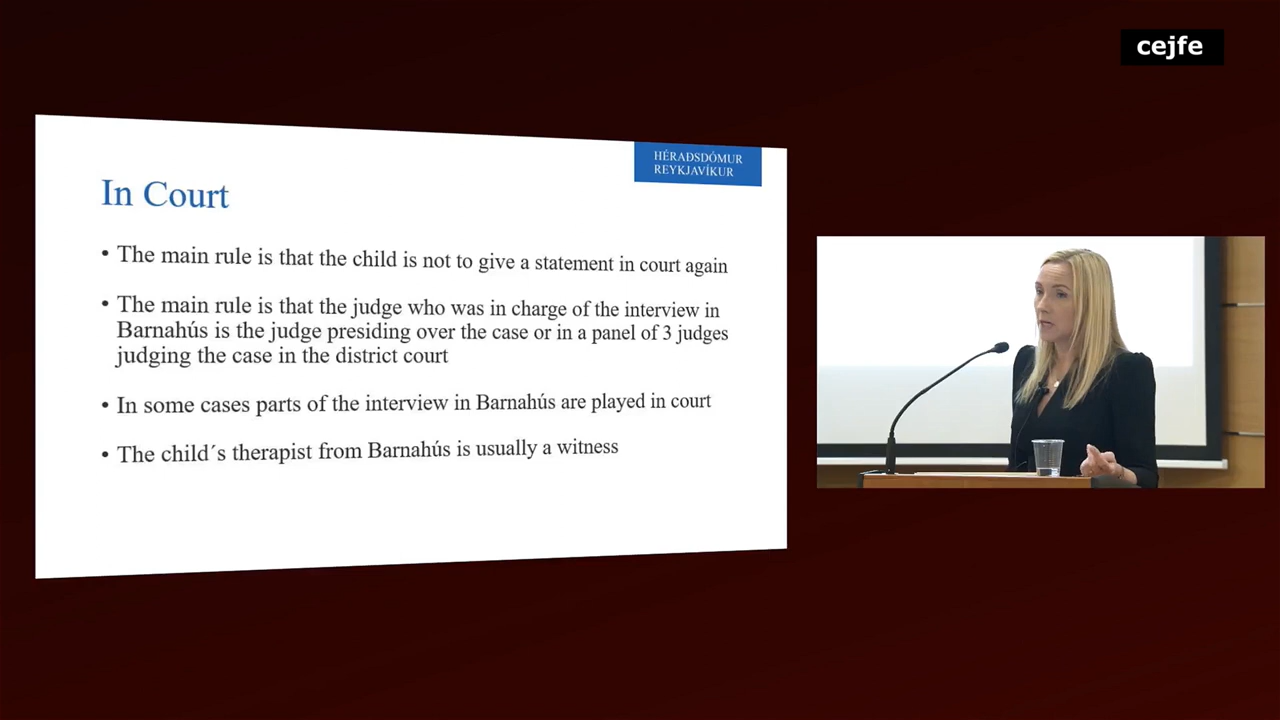 cejfe
HÉRAÐSDÓMUR
REYKJAVÍKUR
In Court
• The main rule is that the child is not to give a statement in court again
• The main rule is that the judge who was in charge of the interview in
Barnahús is the judge presiding over the case or in a panel of 3 judges
judging the case in the district court
• In some cases parts of the interview in Barnahús are played in court
• The child´s therapist from Barnahús is usually a witness